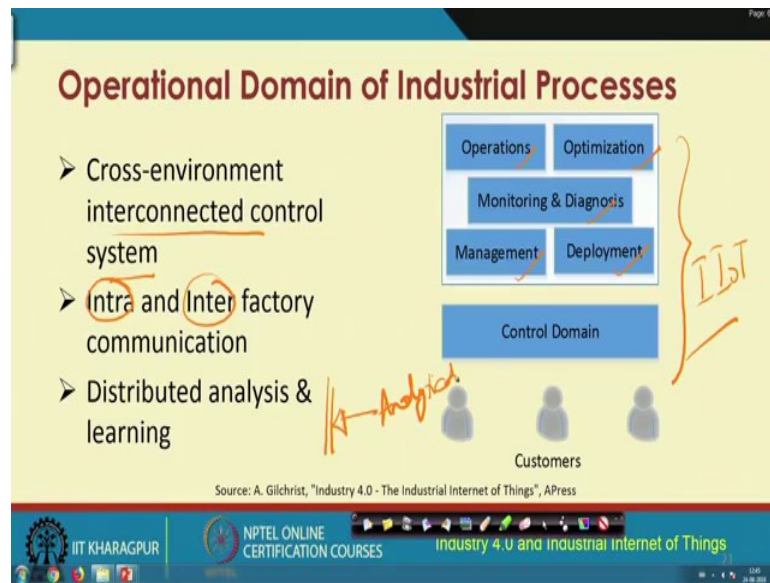 Page: 
Operational Domain of Industrial Processes
➢ Cross-environment
interconnected control
system
➢ Intra and Inter factory
communication
➢ Distributed analysis &
learning
Operations
Optimization
Monitoring & Diagnosis
Management
Deployment
Control Domain
Customers
IIoT
Source: A. Gilchrist, "Industry 4.0 - The Industrial Internet of Things", APress
IIT KHARAGPUR
NPTEL ONLINE
CERTIFICATION COURSES
Industry 4.0 and Industrial Internet of Things
21